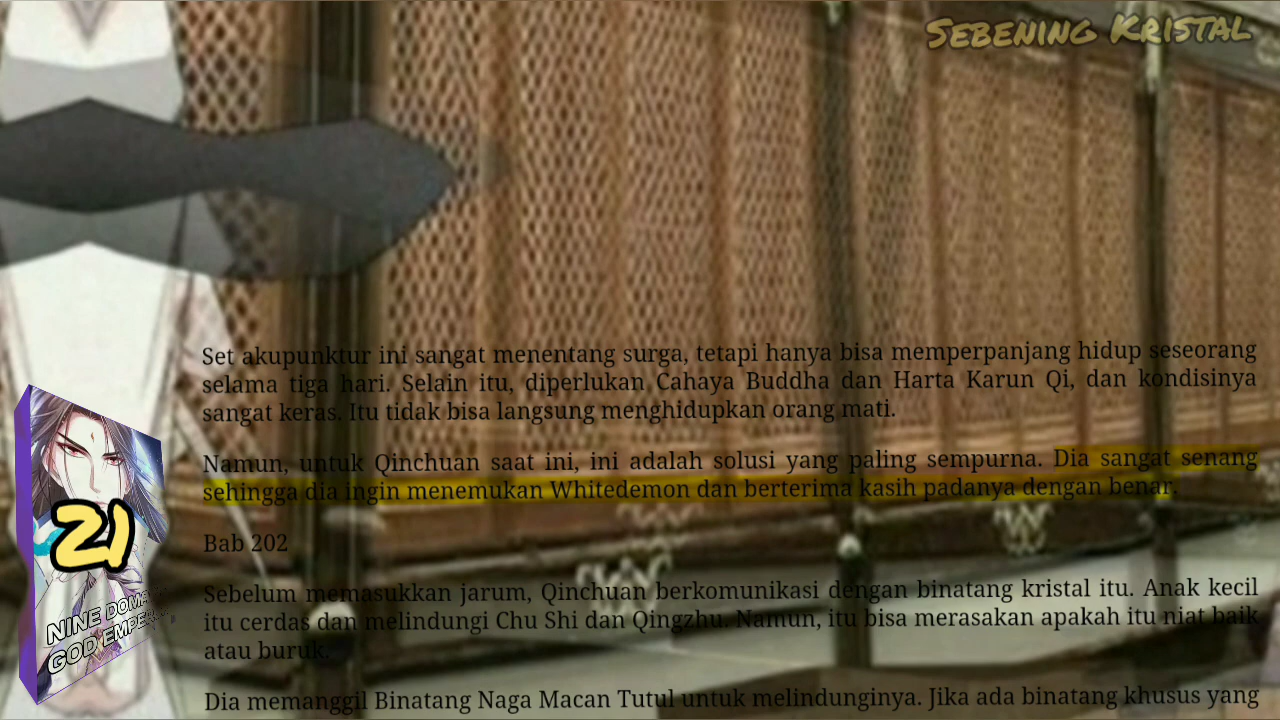 Sebening Kristal
Set akupunktur ini sangat menentang surga, tetapi hanya bisa memperpanjang hidup seseorang
selama tiga hari. Selain itu, diperlukan Cahaya Buddha dan Harta Karun Qi, dan kondisinya
sangat keras. Itu tidak bisa langsung menghidupkan orang mati.
Namun, untuk Qinchuan saat ini, ini adalah solusi yang paling sempurna. Dia sangat senang
sehingga dia ingin menemukan Whitedemon dan berterima kasih padanya dengan benar.
Bab 202
Sebelum memasukkan jarum, Qinchuan berkomunikasi dengan binatang kristal itu. Anak kecil
itu cerdas dan melindungi Chu Shi dan Qingzhu. Namun, itu bisa merasakan apakah itu niat baik
atau buruk.
Dia memanggil Binatang Naga Macan Tutul untuk melindunginya. Jika ada binatang khusus yang
21
NINE
GOD